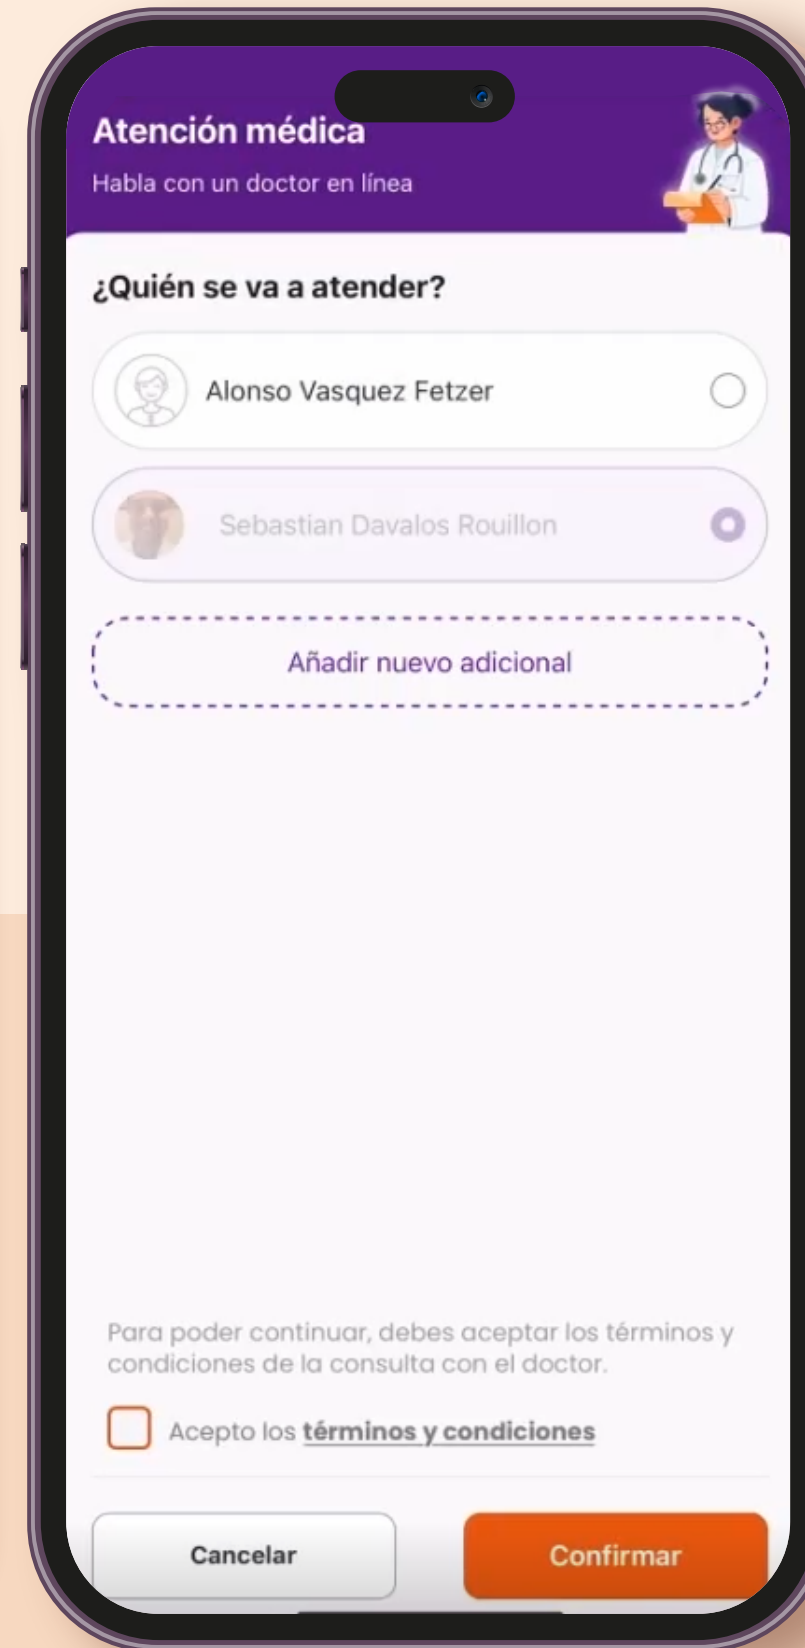 Atención médica
Habla con un doctor en línea
¿Quién se va a atender?
Alonso Vasquez Fetzer
Sebastian Davalos Rouillon
Añadir nuevo adicional
Para poder continuar, debes aceptar los términos y
condiciones de la consulta con el doctor.
Acepto los términos y condiciones
Cancelar
Confirmar